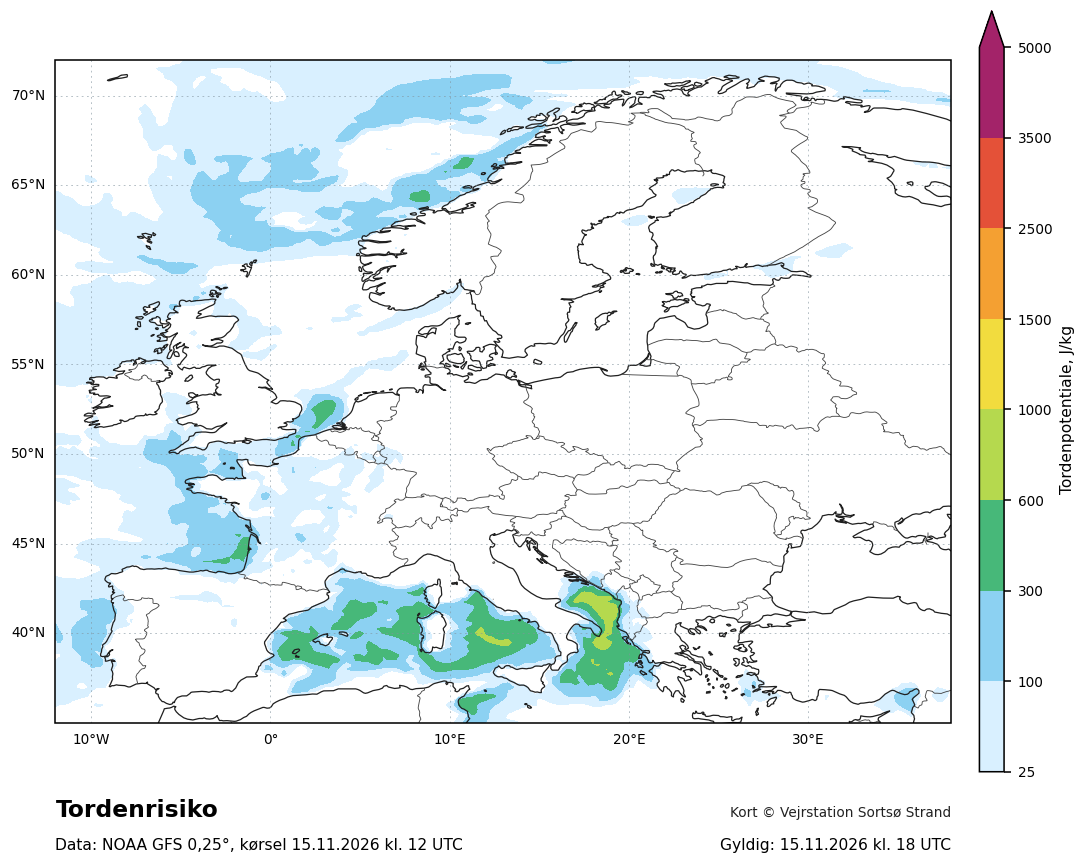 5000
3500
2500
1500
1000
600
300
100
25
Tordenpotentiale, J/kg
70°N
65°N
60°N
55°N
50°N
45°N
40°N
10°W
0°
10°E
20°E
30°E
Tordenrisiko
Kort © Vejrstation Sortsø Strand
Data: NOAA GFS 0,25°, kørsel 15.11.2026 kl. 12 UTC
Gyldig: 15.11.2026 kl. 18 UTC